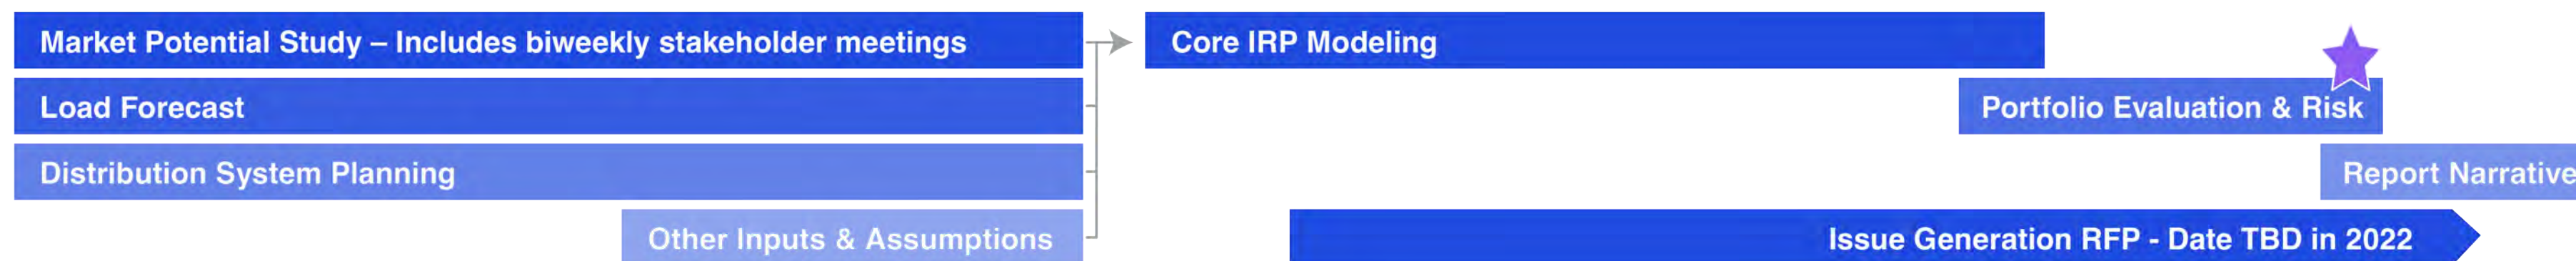 Market Potential Study – Includes biweekly stakeholder meetings
Core IRP Modeling
Load Forecast
Portfolio Evaluation & Risk
Distribution System Planning
Report Narrative
Other Inputs & Assumptions
Issue Generation RFP - Date TBD in 2022